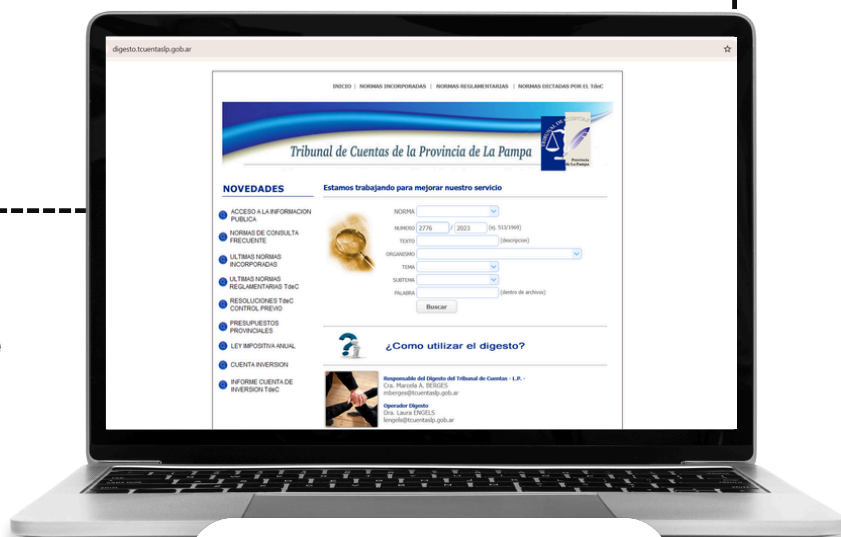 digesto.tcuentaslp.gob.ar
INICIO | NORMAS INCORPORADAS | NORMAS REGLAMENTARIAS | NORMAS DICTADAS POR EL TdeC
Tribunal de Cuentas de la Provincia de La Pampa
TRIBUNAL DE CUENTAS
Provincia
de La Pampa
NOVEDADES
ACCESO A LA INFORMACION
PUBLICA
NORMAS DE CONSULTA
FRECUENTE
ULTIMAS NORMAS
INCORPORADAS
ULTIMAS NORMAS
REGLAMENTARIAS TdeC
RESOLUCIONES TdeC
CONTROL PREVIO
PRESUPUESTOS
PROVINCIALES
LEY IMPOSITIVA ANUAL
CUENTA INVERSION
INFORME CUENTA DE
INVERSION TdeC
Estamos trabajando para mejorar nuestro servicio
NORMA
NUMERO 2776 / 2023 (ej. 513/1969)
TEXTO (descripcion)
ORGANISMO
TEMA
SUBTEMA
PALABRA (dentro de archivos)
Buscar
¿Como utilizar el digesto?
Responsable del Digesto del Tribunal de Cuentas - L.P. -
Cra. Marcela A. BERGES
mberges@tcuentaslp.gob.ar
Operador Digesto
Dra. Laura ENGELS
lengels@tcuentaslp.gob.ar